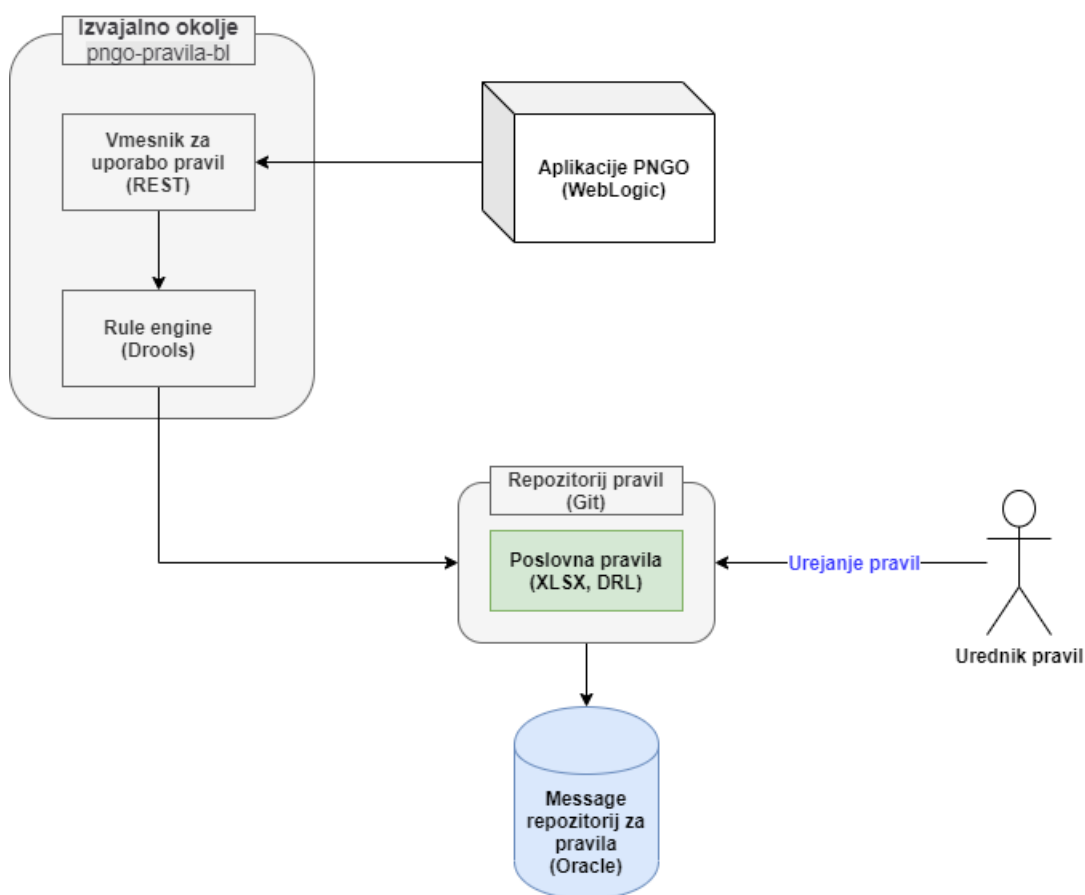 Izvajalno okolje
pngo-pravila-bl
Vmesnik za
uporabo pravil
(REST)
Aplikacije PNGO
(WebLogic)
Rule engine
(Drools)
Repozitorij pravil
(Git)
Poslovna pravila
(XLSX, DRL)
Urejanje pravil
Urednik pravil
Message
repozitorij za
pravila
(Oracle)